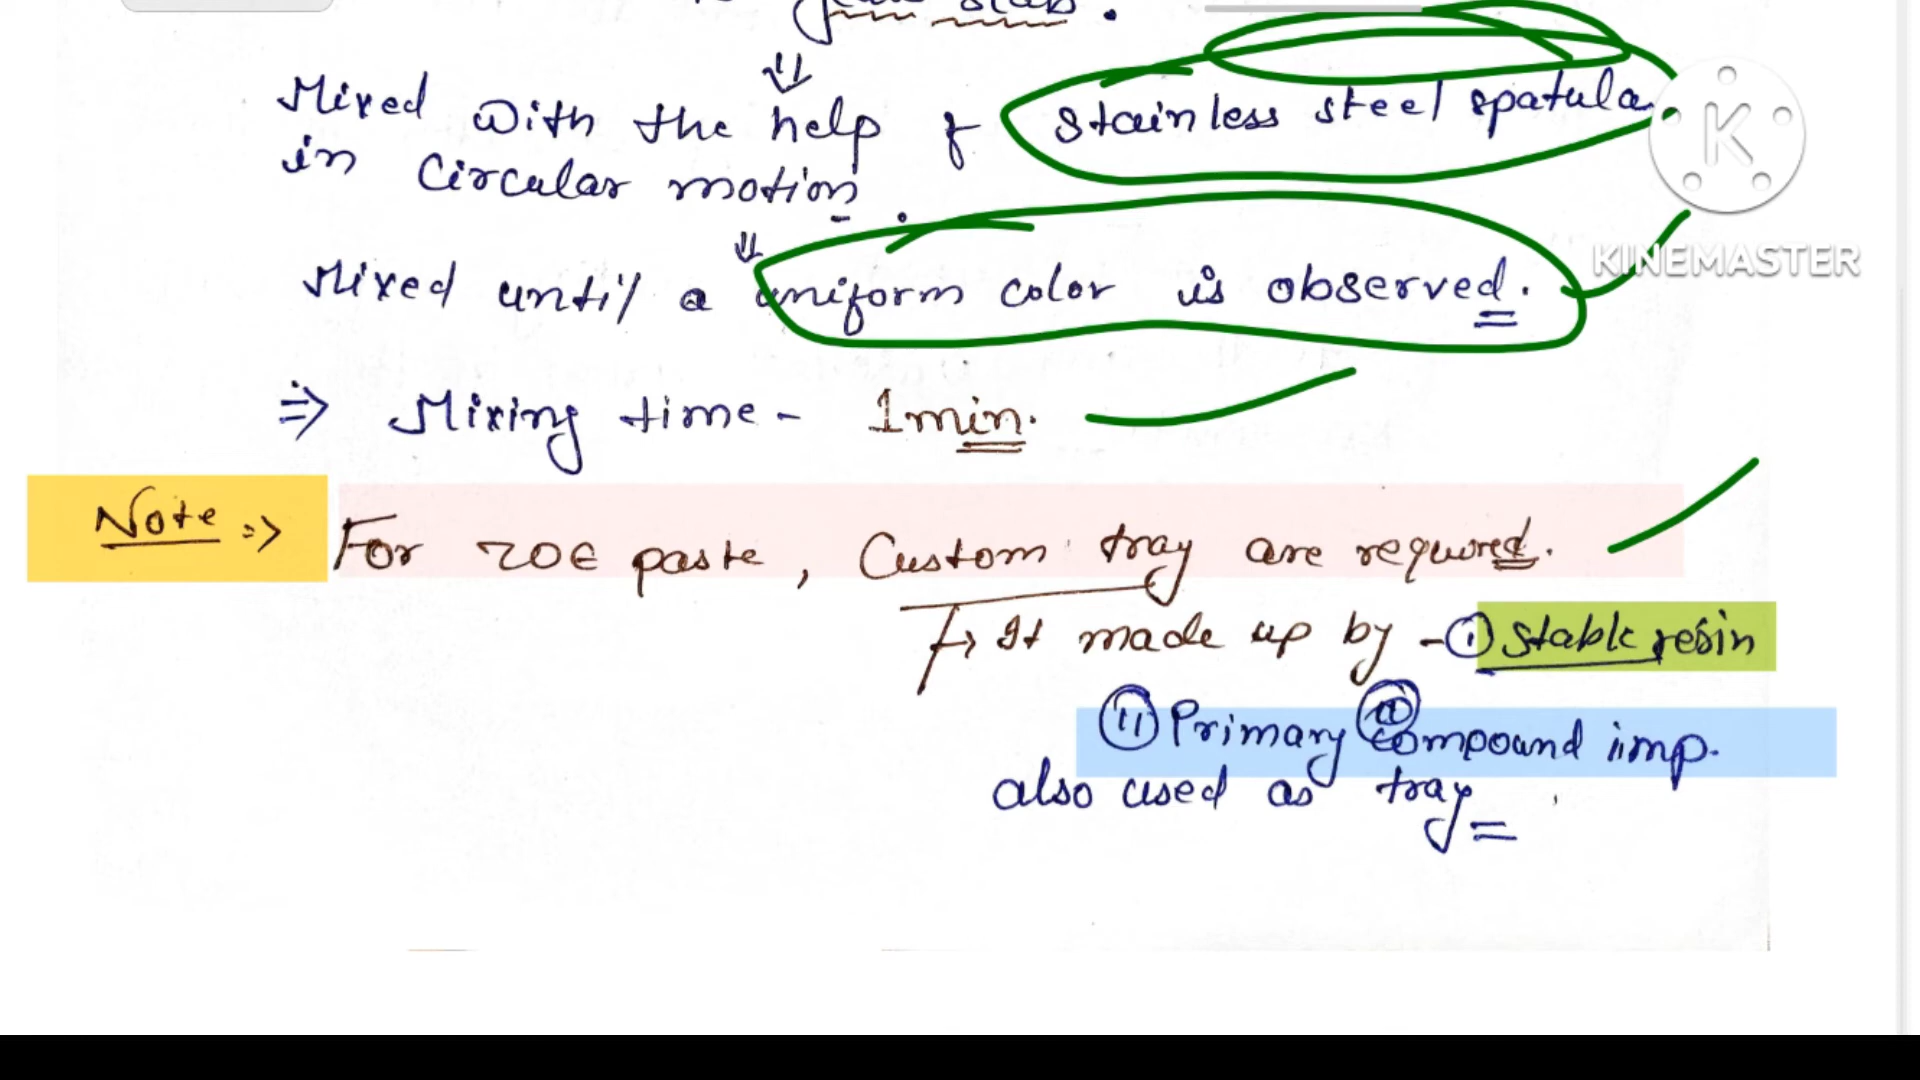 slab.
⇓
Mixed with the help of stainless steel spatula
in circular motion.
⇓
Mixed until a uniform color is observed.
⇒ Mixing time - 1min.
Note => For ZOE paste, Custom tray are required.
↳ It made up by - (i) Stable resin
(ii) Primary compound imp.
also used as tray
K
KINEMASTER